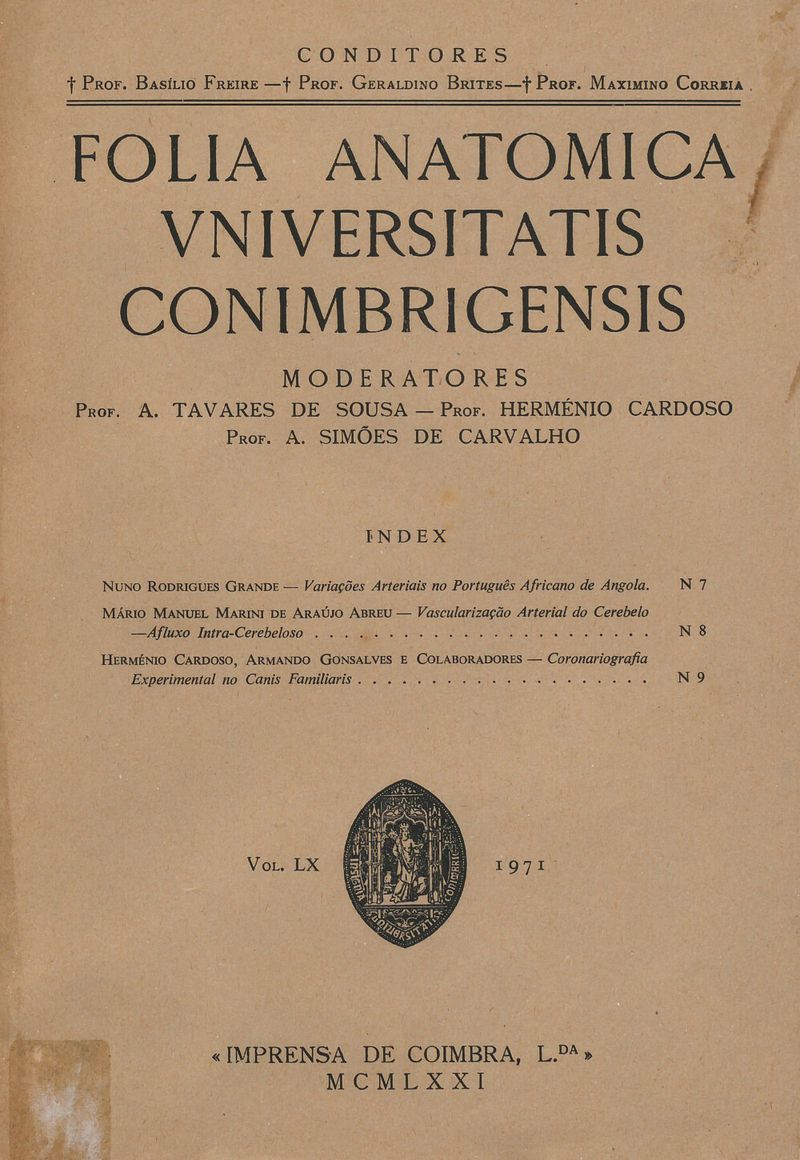 CONDITORES
† Prof. Basílio Freire —† Prof. Geraldino Brites—† Prof. Maximino Correia.
FOLIA ANATOMICA
VNIVERSITATIS
CONIMBRIGENSIS
MODERATORES
Prof. A. TAVARES DE SOUSA — Prof. HERMÉNIO CARDOSO
Prof. A. SIMÕES DE CARVALHO
INDEX
Nuno Rodrigues Grande — Variações Arteriais no Português Africano de Angola. N 7
Mário Manuel Marini de Araújo Abreu — Vascularização Arterial do Cerebelo
—Afluxo Intra-Cerebeloso . . . . . . . . . . . . . . . . . . . . . . . N 8
Herménio Cardoso, Armando Gonsalves e Colaboradores — Coronariografia
Experimental no Canis Familiaris . . . . . . . . . . . . . . . . . . . . N 9
Vol. LX 1971
«IMPRENSA DE COIMBRA, L.DA»
MCMLXXI